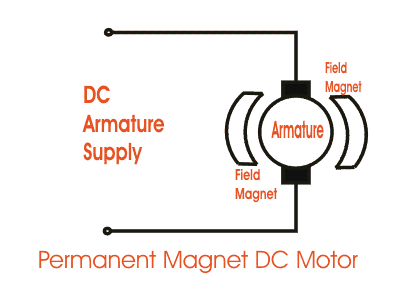 Field
Magnet
DC
Armature
Supply
Armature
Field
Magnet
Permanent Magnet DC Motor